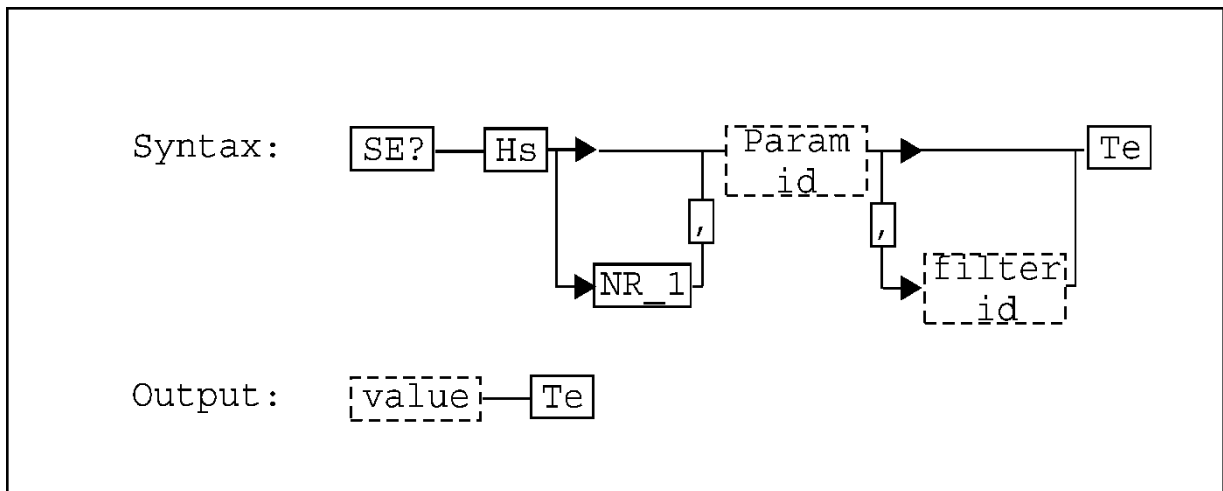 Syntax: SE? Hs Param id Te
, ,
NR_1 filter id
Output: value Te